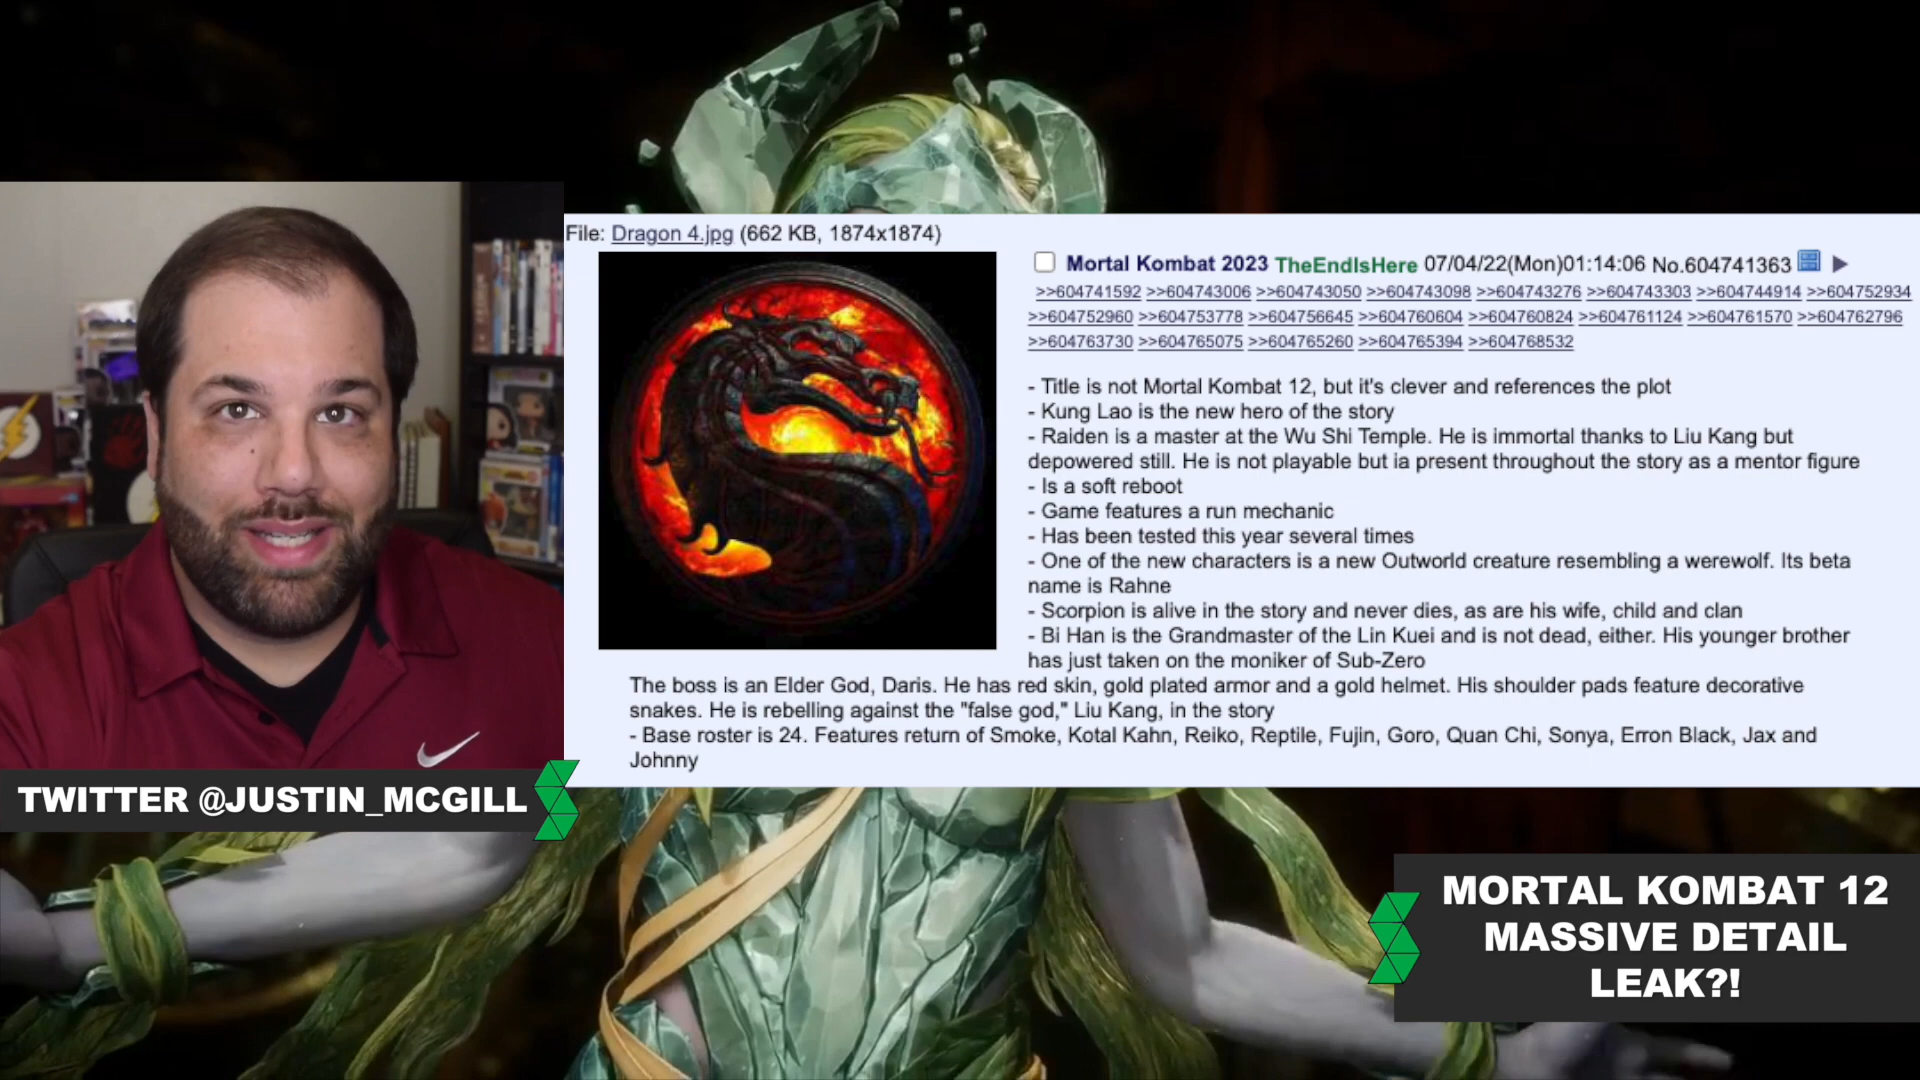 File: Dragon 4.jpg (662 KB, 1874x1874)
Mortal Kombat 2023 TheEndIsHere 07/04/22(Mon)01:14:06 No.604741363
>>604741592 >>604743006 >>604743050 >>604743098 >>604743276 >>604743303 >>604744914 >>604752934
>>604752960 >>604753778 >>604756645 >>604760604 >>604760824 >>604761124 >>604761570 >>604762796
>>604763730 >>604765075 >>604765260 >>604765394 >>604768532
- Title is not Mortal Kombat 12, but it's clever and references the plot
- Kung Lao is the new hero of the story
- Raiden is a master at the Wu Shi Temple. He is immortal thanks to Liu Kang but
depowered still. He is not playable but ia present throughout the story as a mentor figure
- Is a soft reboot
- Game features a run mechanic
- Has been tested this year several times
- One of the new characters is a new Outworld creature resembling a werewolf. Its beta
name is Rahne
- Scorpion is alive in the story and never dies, as are his wife, child and clan
- Bi Han is the Grandmaster of the Lin Kuei and is not dead, either. His younger brother
has just taken on the moniker of Sub-Zero
The boss is an Elder God, Daris. He has red skin, gold plated armor and a gold helmet. His shoulder pads feature decorative
snakes. He is rebelling against the "false god," Liu Kang, in the story
- Base roster is 24. Features return of Smoke, Kotal Kahn, Reiko, Reptile, Fujin, Goro, Quan Chi, Sonya, Erron Black, Jax and
Johnny
TWITTER @JUSTIN_MCGILL
MORTAL KOMBAT 12
MASSIVE DETAIL
LEAK?!